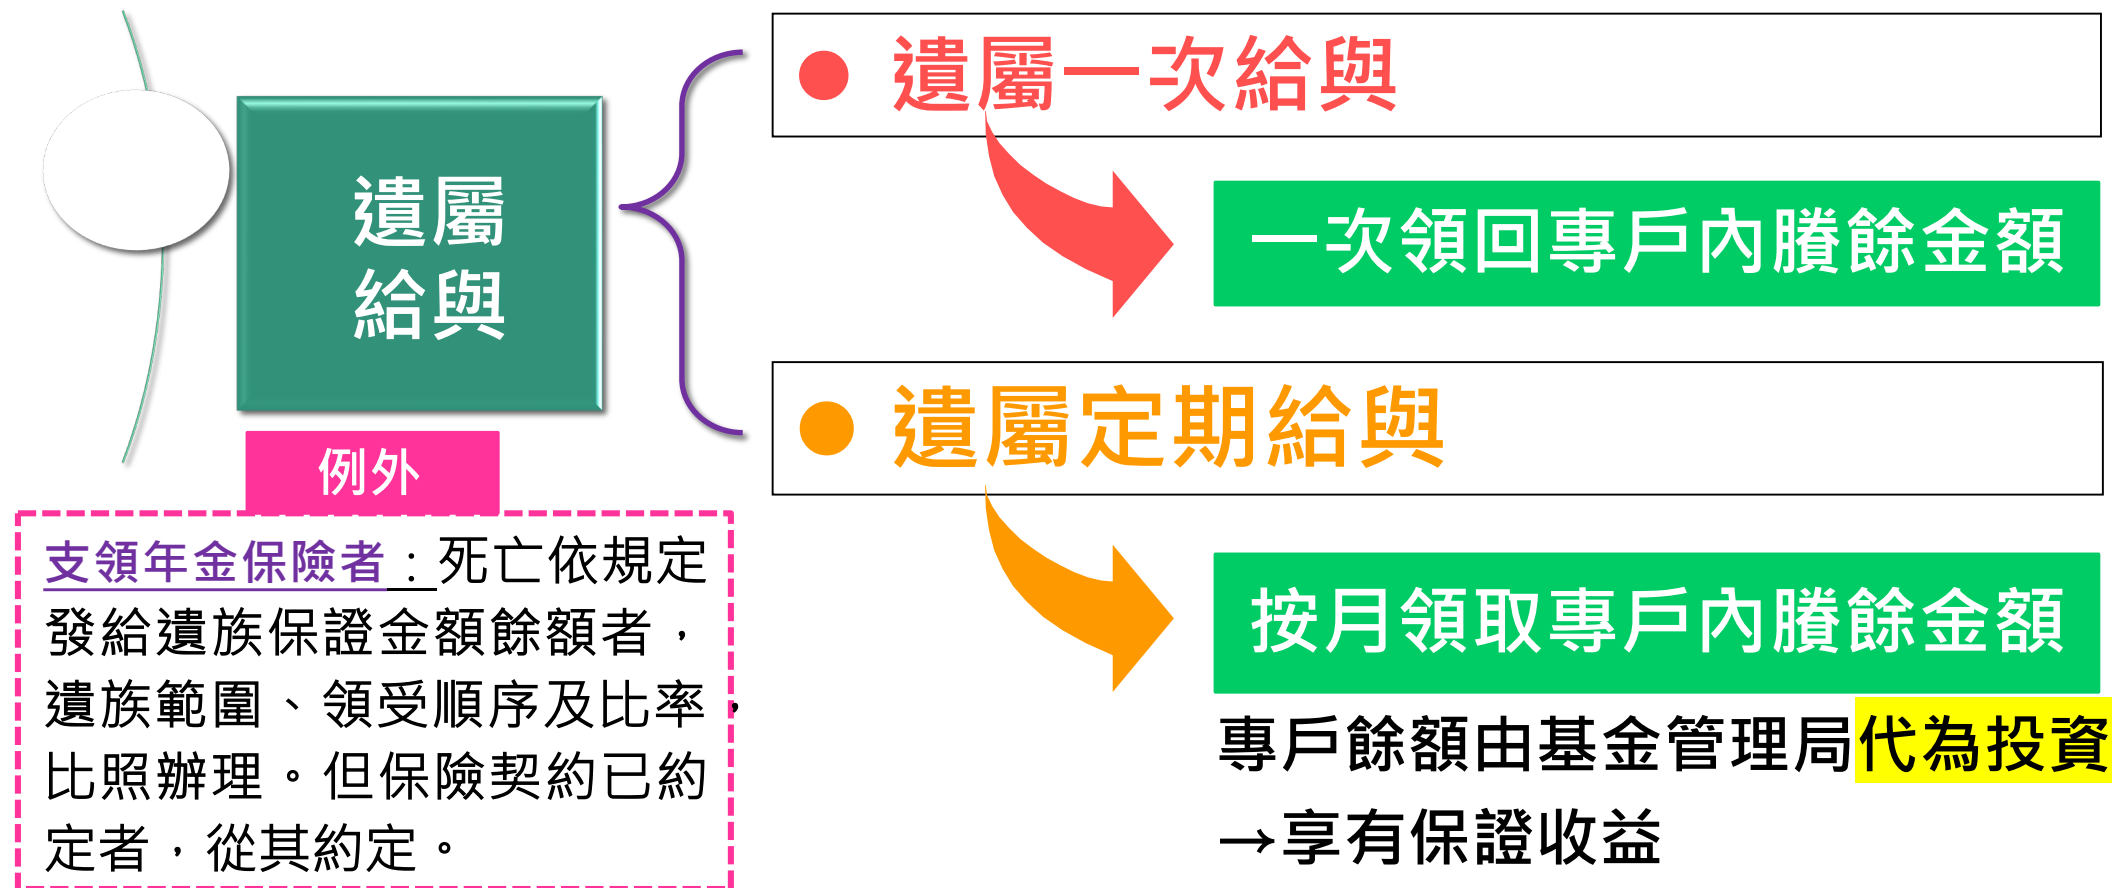 遺屬
給與
例外
支領年金保險者：死亡依規定
發給遺族保證金額餘額者，
遺族範圍、領受順序及比率，
比照辦理。但保險契約已約
定者，從其約定。
● 遺屬一次給與
一次領回專戶內賸餘金額
● 遺屬定期給與
按月領取專戶內賸餘金額
專戶餘額由基金管理局代為投資
→享有保證收益